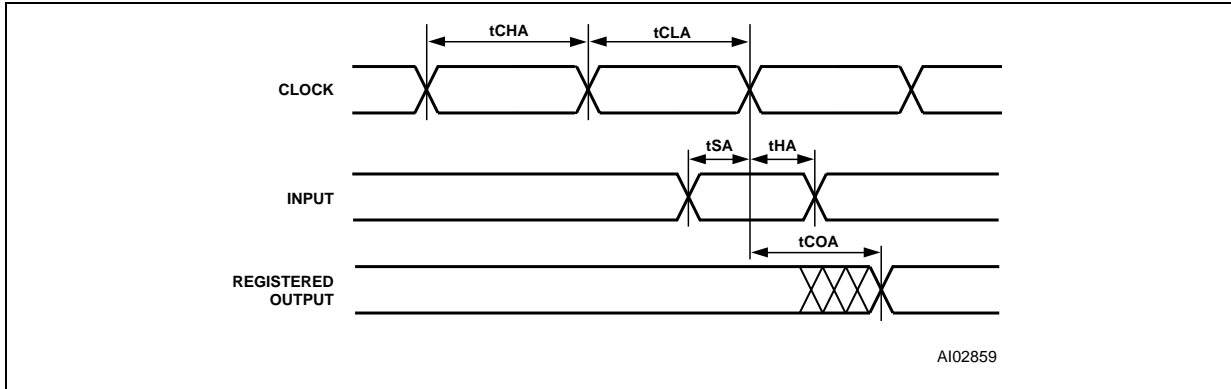 tCHA tCLA
CLOCK
tSA tHA
INPUT
tCOA
REGISTERED
OUTPUT
AI02859